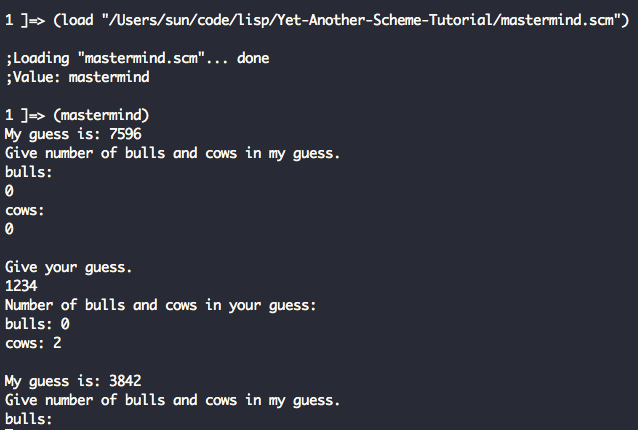 1 ]=> (load "/Users/sun/code/lisp/Yet-Another-Scheme-Tutorial/mastermind.scm")
;Loading "mastermind.scm"... done
;Value: mastermind
1 ]=> (mastermind)
My guess is: 7596
Give number of bulls and cows in my guess.
bulls:
0
cows:
0
Give your guess.
1234
Number of bulls and cows in your guess:
bulls: 0
cows: 2
My guess is: 3842
Give number of bulls and cows in my guess.
bulls: